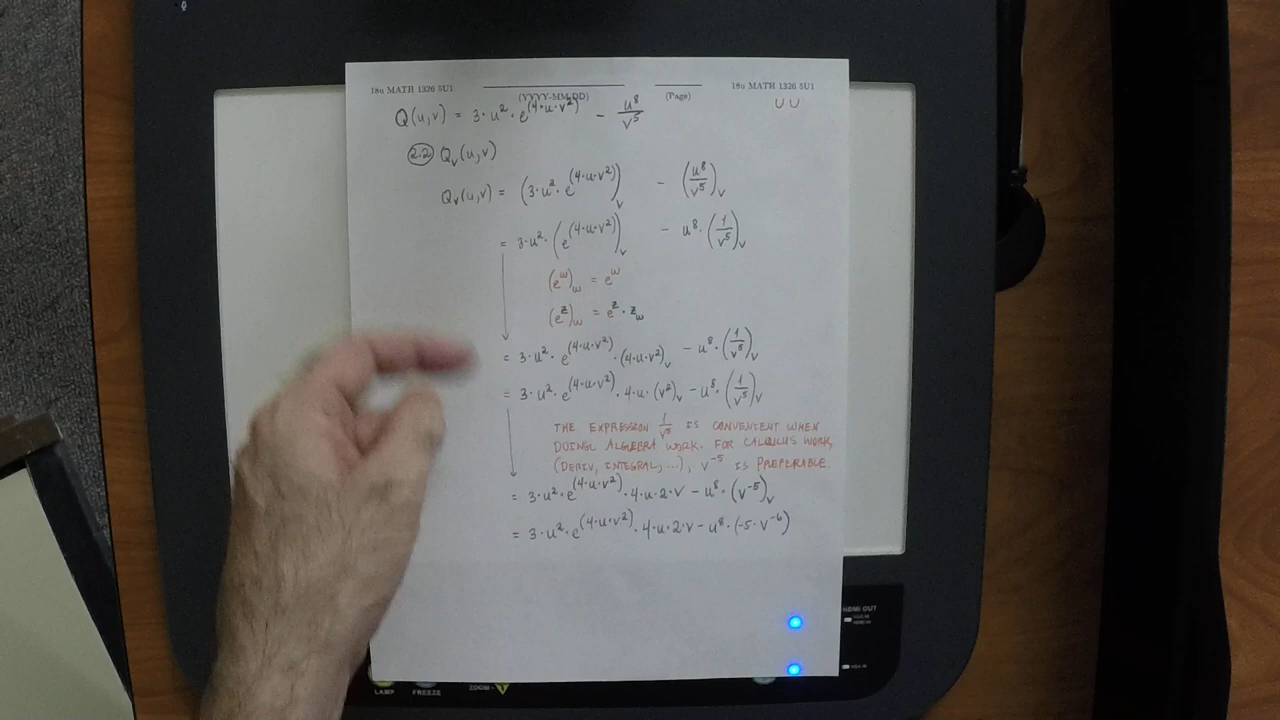 18u MATH 1326 5U1 (YYYY-MM-DD) (Page) 18u MATH 1326 5U1
Q(u,v) = 3·u²·e^(4·u·v²) − u⁸/v⁵
UU
2.2 Q_v(u,v)
Q_v(u,v) = (3·u²·e^(4·u·v²))_v − (u⁸/v⁵)_v
= 3·u²·(e^(4·u·v²))_v − u⁸·(1/v⁵)_v
(e^w)_w = e^w
(e^z)_w = e^z·z_w
= 3·u²·e^(4·u·v²)·(4·u·v²)_v − u⁸·(1/v⁵)_v
= 3·u²·e^(4·u·v²)·4·u·(v²)_v − u⁸·(1/v⁵)_v
THE EXPRESSION 1/v⁵ IS CONVENIENT WHEN
DOING ALGEBRA WORK. FOR CALCULUS WORK,
(DERIV, INTEGRAL, ...), v⁻⁵ IS PREFERABLE.
= 3·u²·e^(4·u·v²)·4·u·2·v − u⁸·(v⁻⁵)_v
= 3·u²·e^(4·u·v²)·4·u·2·v − u⁸·(−5·v⁻⁶)
HDMI OUT
LAMP FREEZE ZOOM -